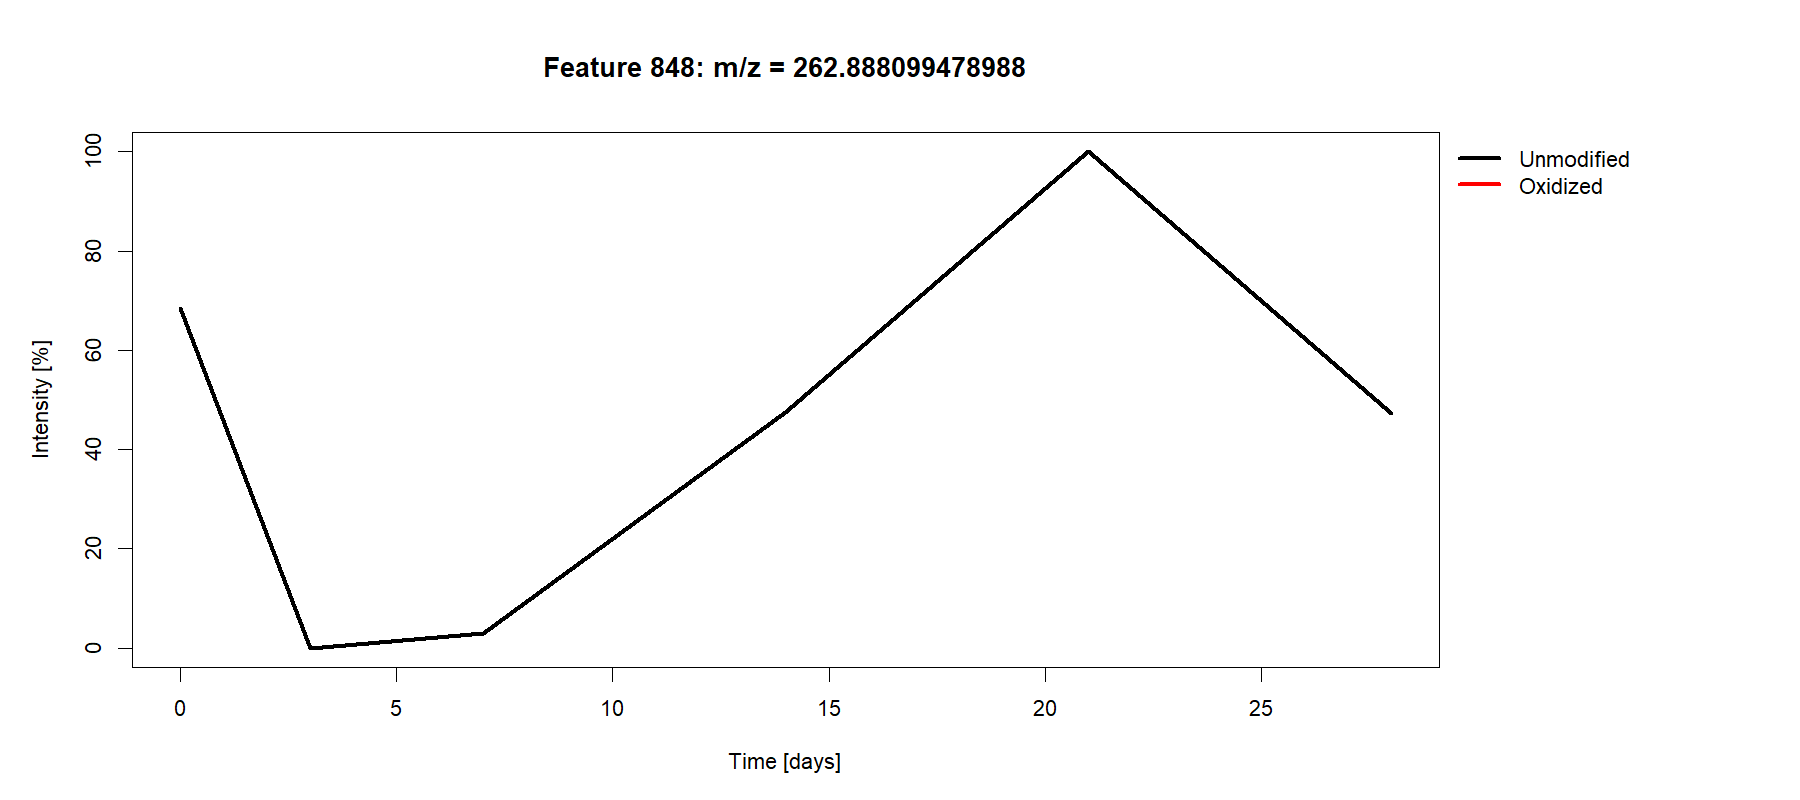 Feature 848: m/z = 262.888099478988
Unmodified
Oxidized
Intensity [%]
100
80
60
40
20
0
0 5 10 15 20 25
Time [days]